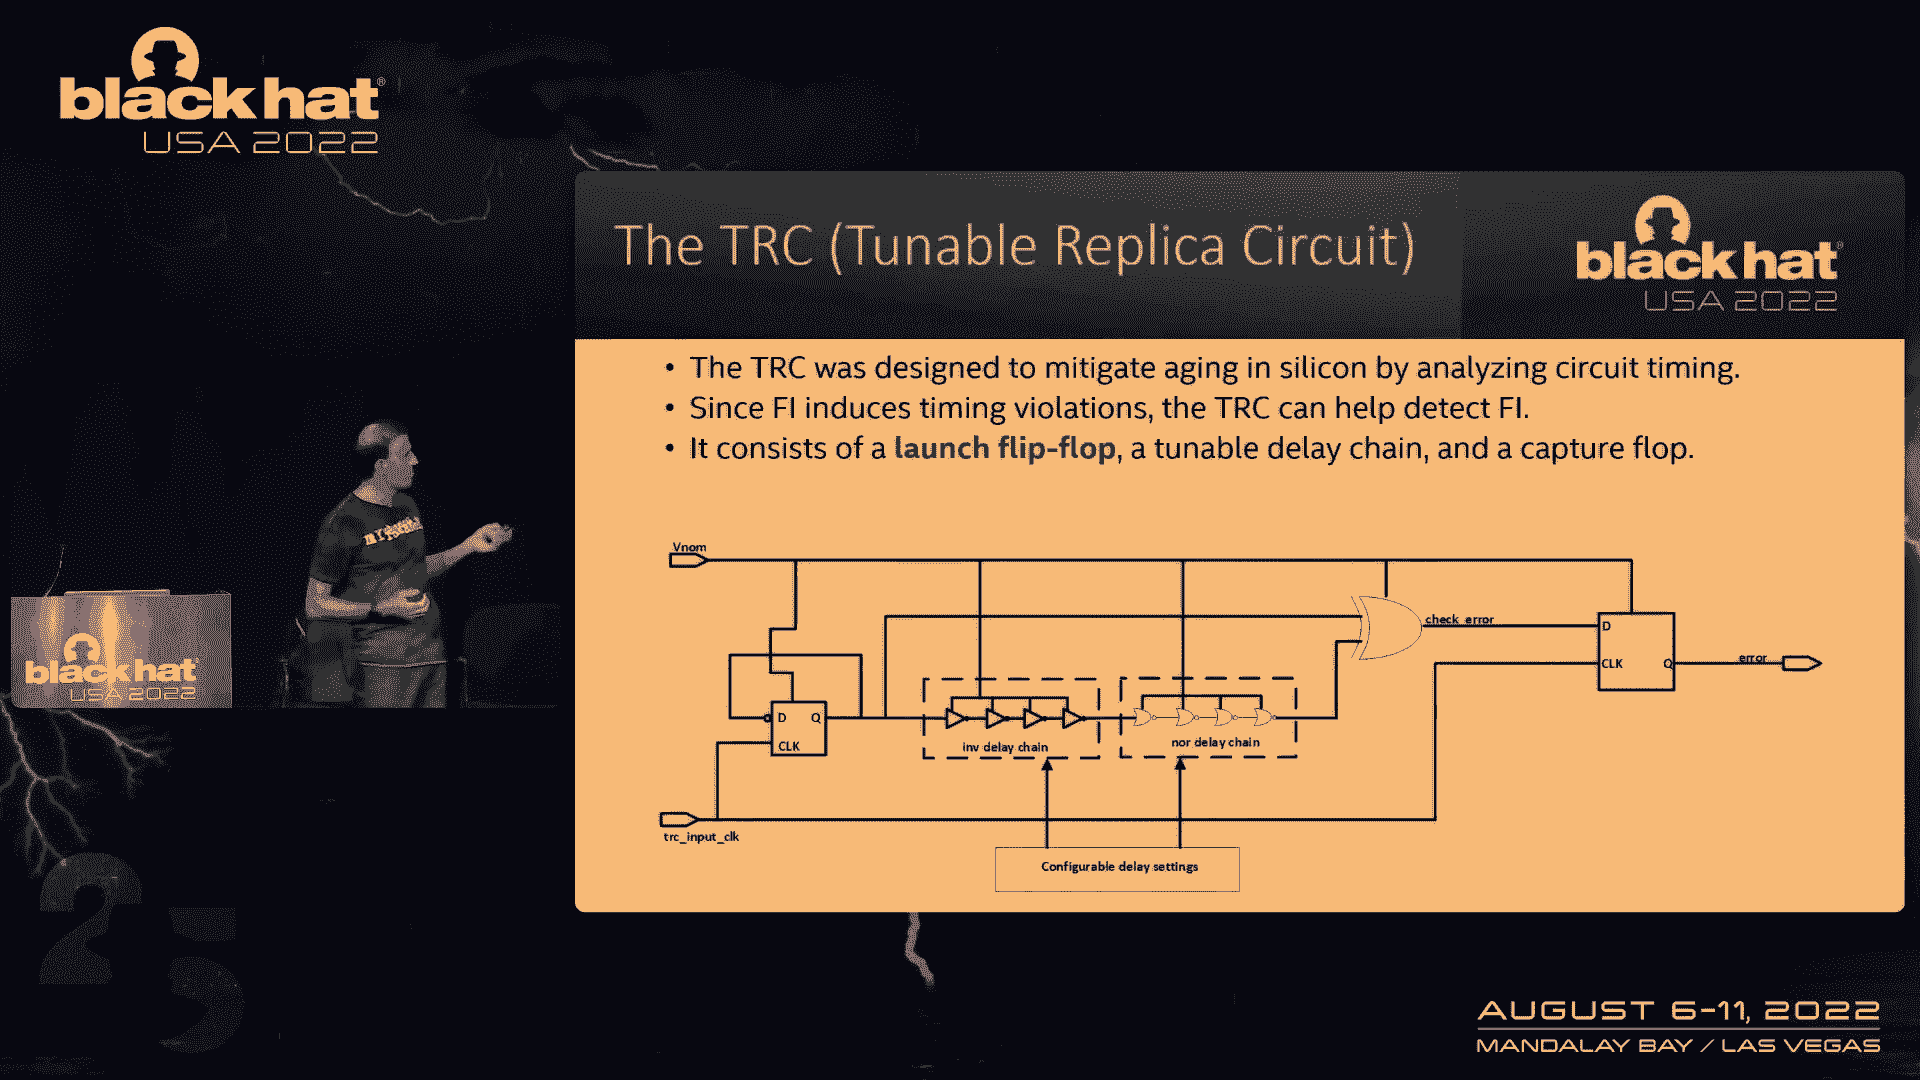 black hat®
USA 2022
The TRC (Tunable Replica Circuit)
black hat®
USA 2022
• The TRC was designed to mitigate aging in silicon by analyzing circuit timing.
• Since FI induces timing violations, the TRC can help detect FI.
• It consists of a launch flip-flop, a tunable delay chain, and a capture flop.
Vnom
check_error
D
CLK
Q
error
D
Q
CLK
inv delay chain
nor delay chain
trc_input_clk
Configurable delay settings
black hat
USA 2022
25
AUGUST 6-11, 2022
MANDALAY BAY / LAS VEGAS